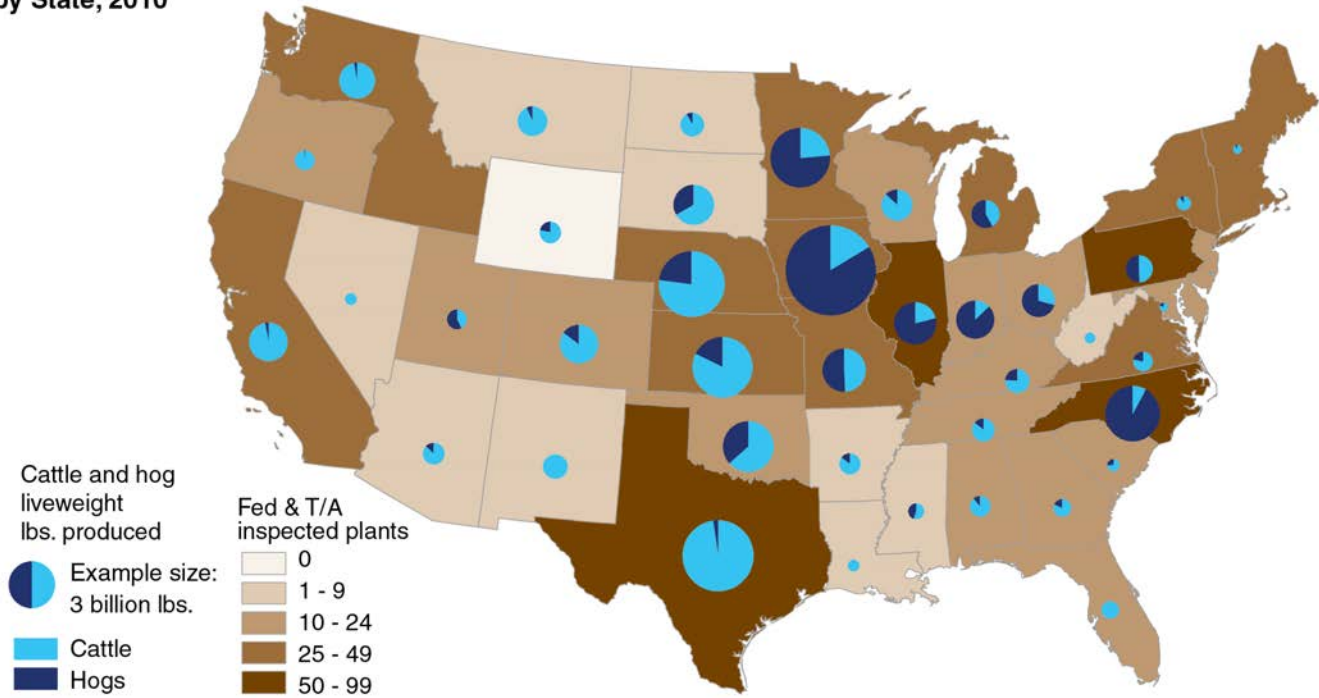 by State, 2010
Cattle and hog
liveweight
lbs. produced
Example size:
3 billion lbs.
Cattle
Hogs
Fed & T/A
inspected plants
0
1 - 9
10 - 24
25 - 49
50 - 99